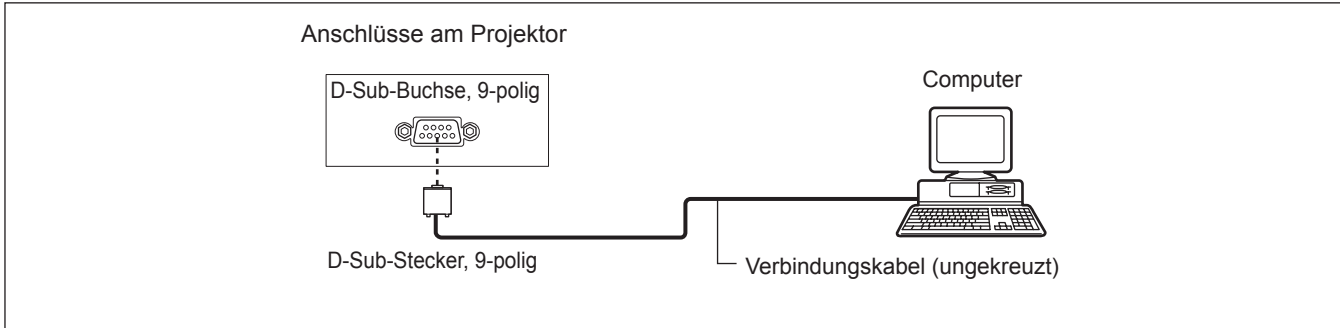 Anschlüsse am Projektor
D-Sub-Buchse, 9-polig
Computer
D-Sub-Stecker, 9-polig
Verbindungskabel (ungekreuzt)